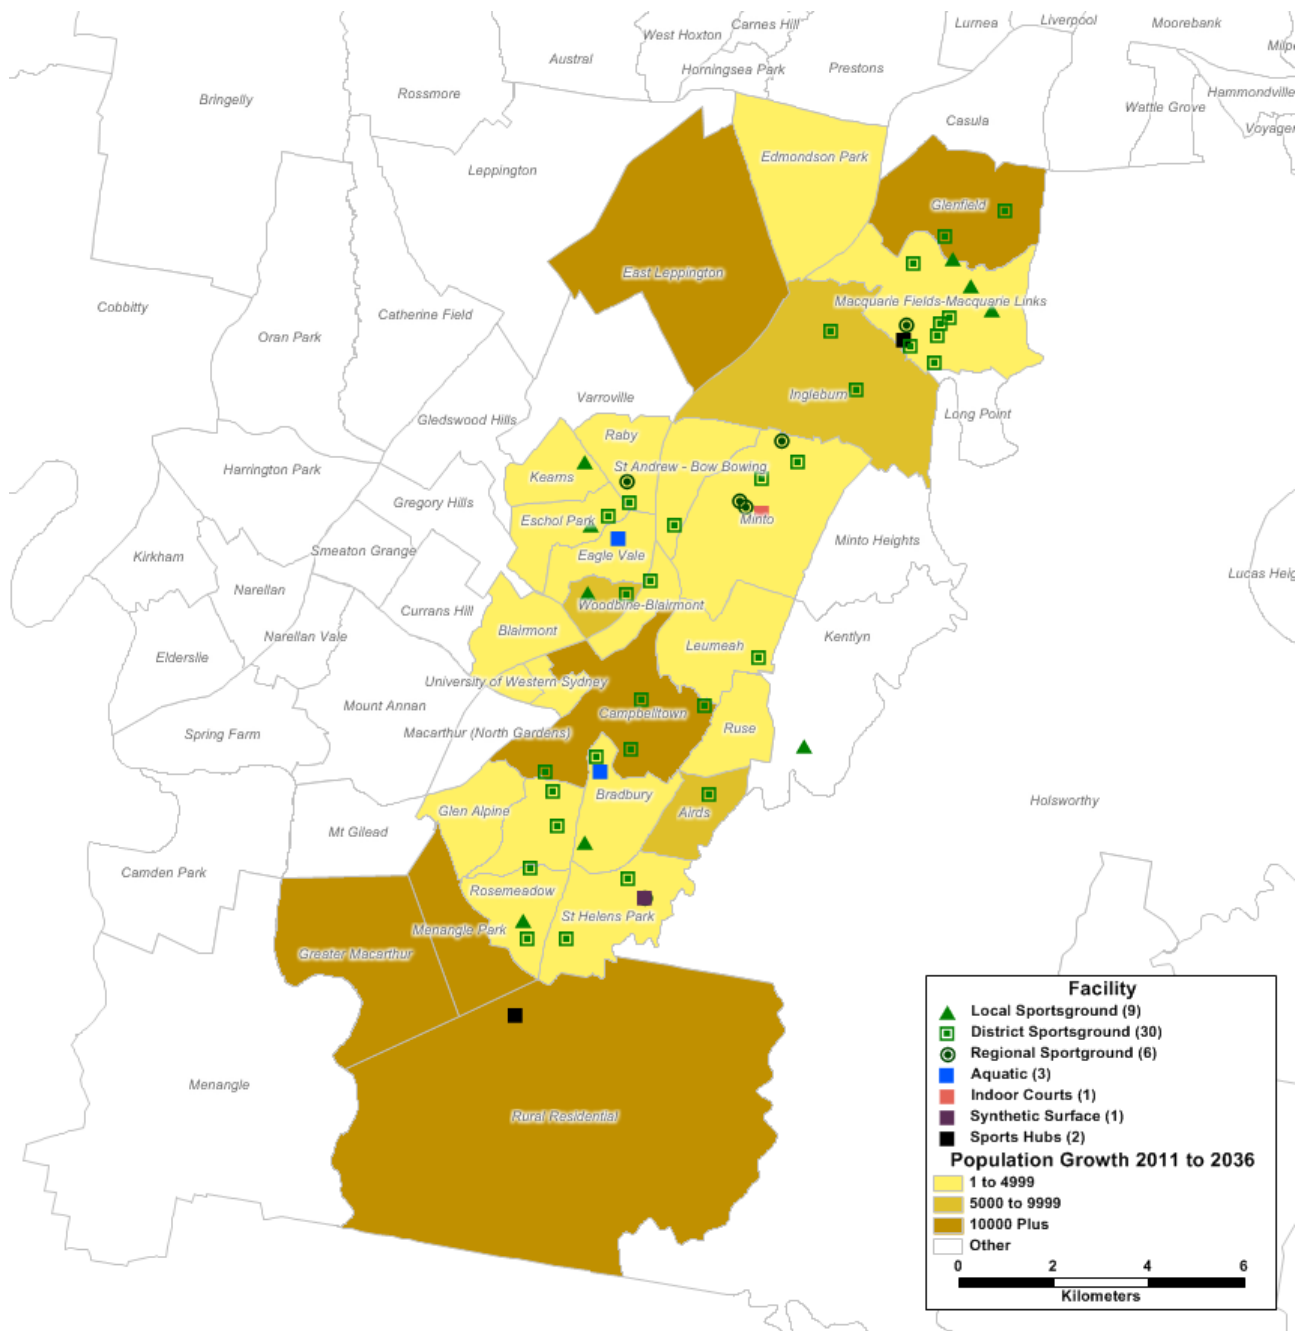 Carnes Hill
Lurnea
Liverpool
Moorebank
West Hoxton
Milpe
Austral
Horningsea Park
Prestons
Hammondville
Bringelly
Rossmore
Wattle Grove
Casula
Voyager
Edmondson Park
Leppington
Glenfield
East Leppington
Macquarie Fields-Macquarie Links
Cobbitty
Catherine Field
Oran Park
Ingleburn
Varroville
Long Point
Gledswood Hills
Raby
Harrington Park
St Andrew - Bow Bowing
Kearns
Gregory Hills
Eschol Park
Minto
Minto Heights
Smeaton Grange
Kirkham
Eagle Vale
Lucas Heig
Narellan
Currans Hill
Woodbine-Blairmont
Blairmont
Narellan Vale
Kentlyn
Leumeah
Elderslie
University of Western Sydney
Mount Annan
Campbelltown
Ruse
Spring Farm
Macarthur (North Gardens)
Bradbury
Holsworthy
Glen Alpine
Airds
Mt Gilead
Camden Park
Rosemeadow
St Helens Park
Menangle Park
Greater Macarthur
Menangle
Rural Residential
Facility
Local Sportsground (9)
District Sportsground (30)
Regional Sportground (6)
Aquatic (3)
Indoor Courts (1)
Synthetic Surface (1)
Sports Hubs (2)
Population Growth 2011 to 2036
1 to 4999
5000 to 9999
10000 Plus
Other
0 2 4 6
Kilometers